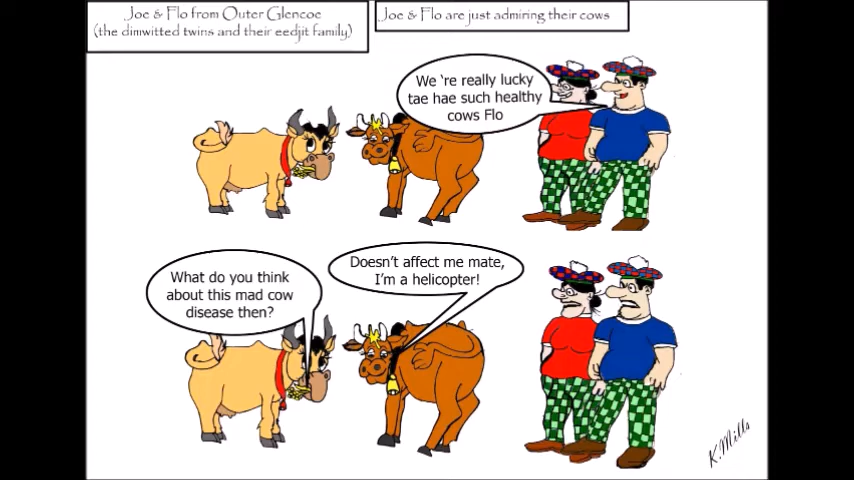 Joe & Flo from Outer Glencoe
(the dimwitted twins and their eedjit family)
Joe & Flo are just admiring their cows
We 're really lucky
tae hae such healthy
cows Flo
What do you think
about this mad cow
disease then?
Doesn't affect me mate,
I'm a helicopter!
K.Mills